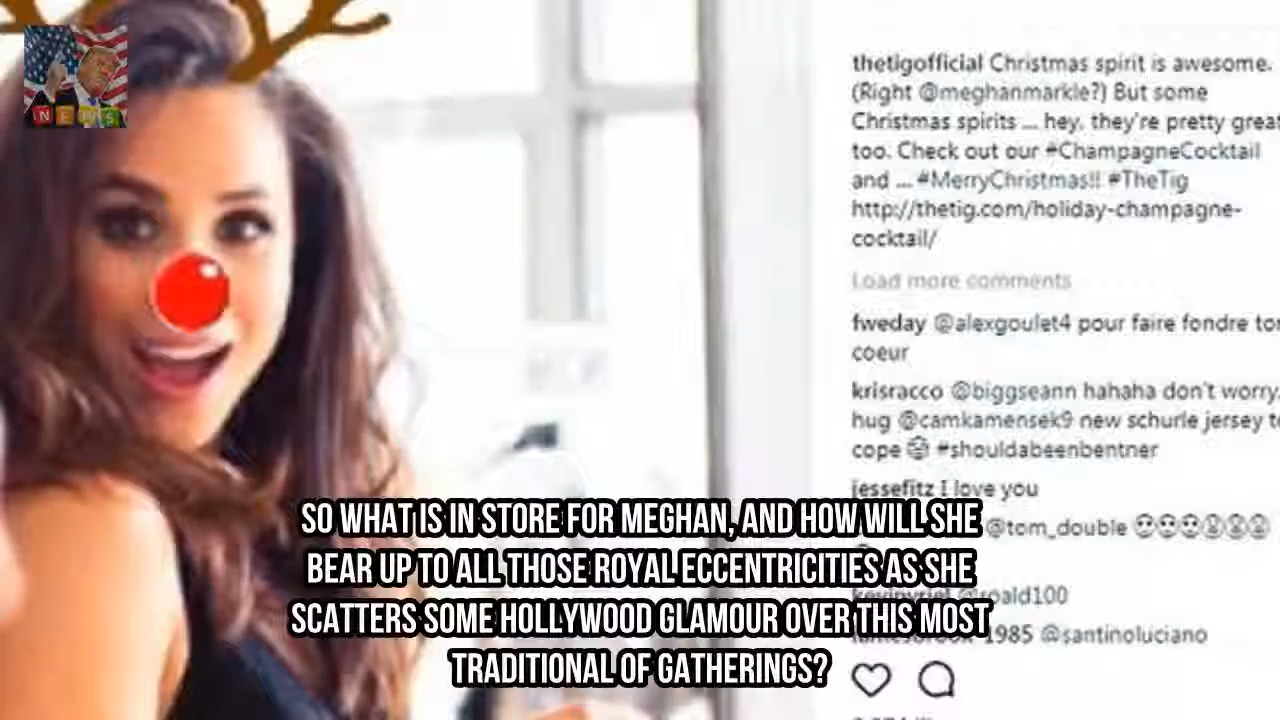 NEWS
thetigofficial Christmas spirit is awesome.
(Right @meghanmarkle?) But some
Christmas spirits ... hey, they're pretty great
too. Check out our #ChampagneCocktail
and ... #MerryChristmas!! #TheTig
http://thetig.com/holiday-champagne-
cocktail/
Load more comments
fweday @alexgoulet4 pour faire fondre
coeur
krisracco @biggseann hahaha don't worry.
hug @camkamensek9 new schurle jersey
cope 😪 #shouldabeenbentner
jessefitz I love you
@tom_double
@roald100
1985 @santinoluciano
SO WHAT IS IN STORE FOR MEGHAN, AND HOW WILL SHE
BEAR UP TO ALL THOSE ROYAL ECCENTRICITIES AS SHE
SCATTERS SOME HOLLYWOOD GLAMOUR OVER THIS MOST
TRADITIONAL OF GATHERINGS?